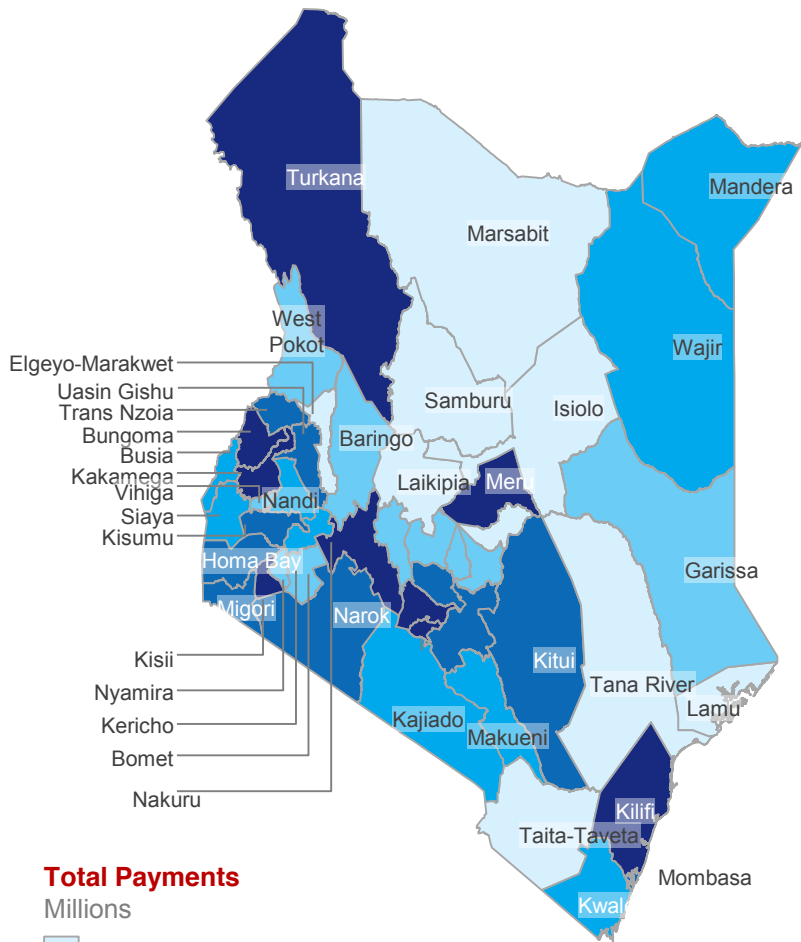 Turkana
Mandera
Marsabit
West
Pokot
Wajir
Elgeyo-Marakwet
Uasin Gishu
Samburu
Isiolo
Trans Nzoia
Bungoma
Baringo
Busia
Kakamega
Laikipia
Meru
Vihiga
Nandi
Siaya
Kisumu
Homa Bay
Garissa
Migori
Narok
Kisii
Kitui
Tana River
Nyamira
Lamu
Kericho
Kajiado
Makueni
Bomet
Nakuru
Kilifi
Taita-Taveta
Mombasa
Kwale
Total Payments
Millions